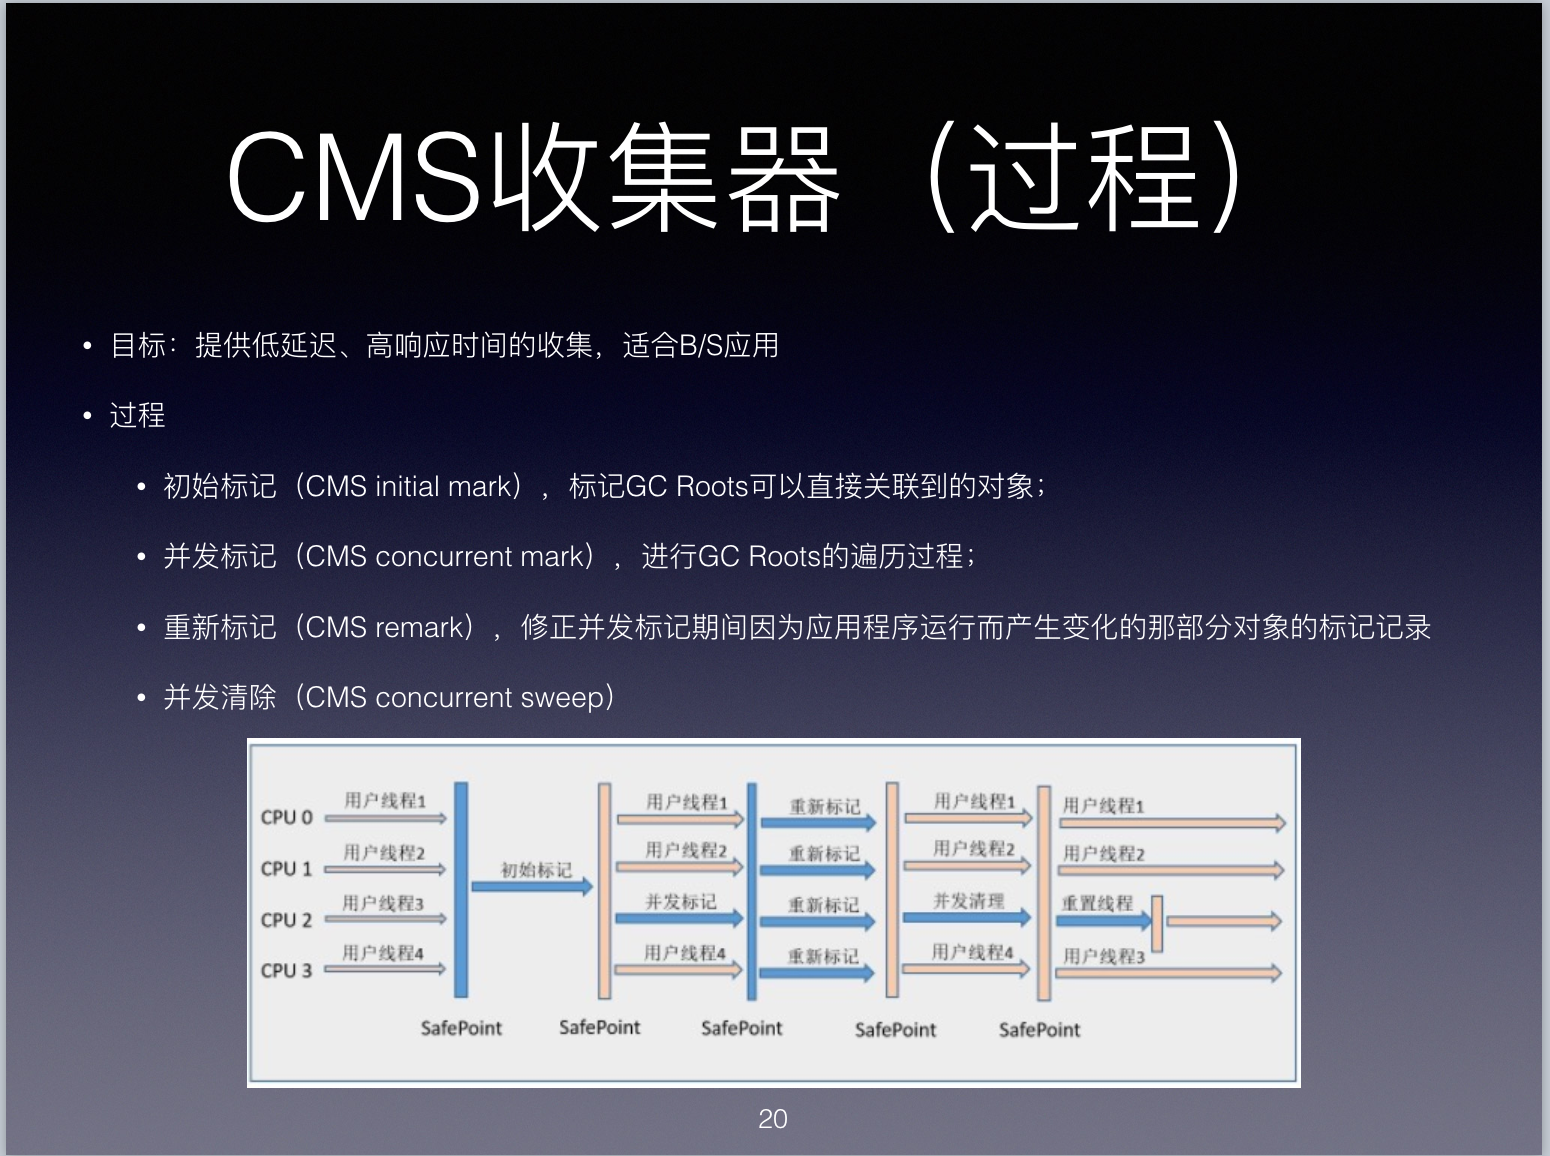 CMS收集器（过程）
• 目标：提供低延迟、高响应时间的收集，适合B/S应用
• 过程
• 初始标记（CMS initial mark），标记GC Roots可以直接关联到的对象；
• 并发标记（CMS concurrent mark），进行GC Roots的遍历过程；
• 重新标记（CMS remark），修正并发标记期间因为应用程序运行而产生变化的那部分对象的标记记录
• 并发清除（CMS concurrent sweep）
CPU 0 用户线程1 用户线程1 重新标记 用户线程1 用户线程1
CPU 1 用户线程2 初始标记 用户线程2 重新标记 用户线程2 用户线程2
CPU 2 用户线程3 并发标记 重新标记 并发清理 重置线程
CPU 3 用户线程4 用户线程4 重新标记 用户线程4 用户线程3
SafePoint SafePoint SafePoint SafePoint SafePoint
20